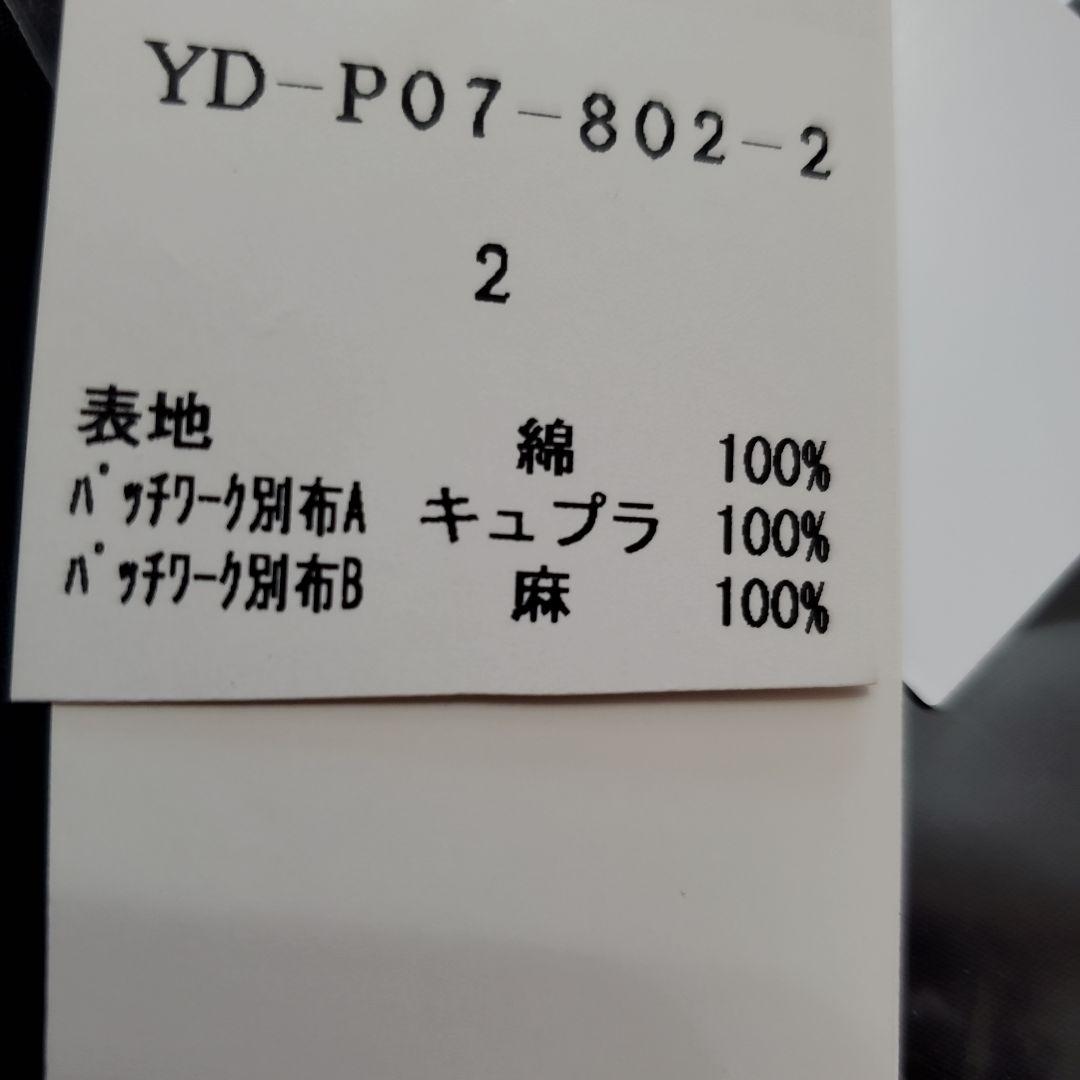 YD-P07-802-2
2
表地 綿 100%
ﾊﾟｯﾁﾜｰｸ別布A キュプラ 100%
ﾊﾟｯﾁﾜｰｸ別布B 麻 100%